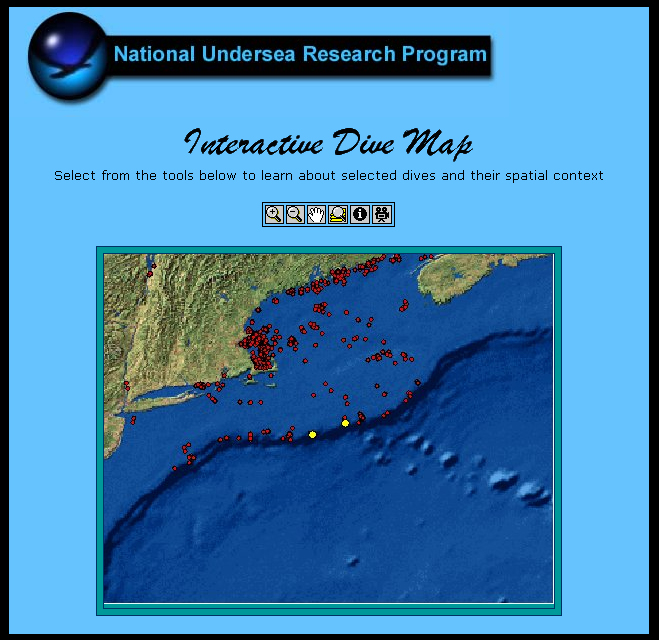 National Undersea Research Program
Interactive Dive Map
Select from the tools below to learn about selected dives and their spatial context